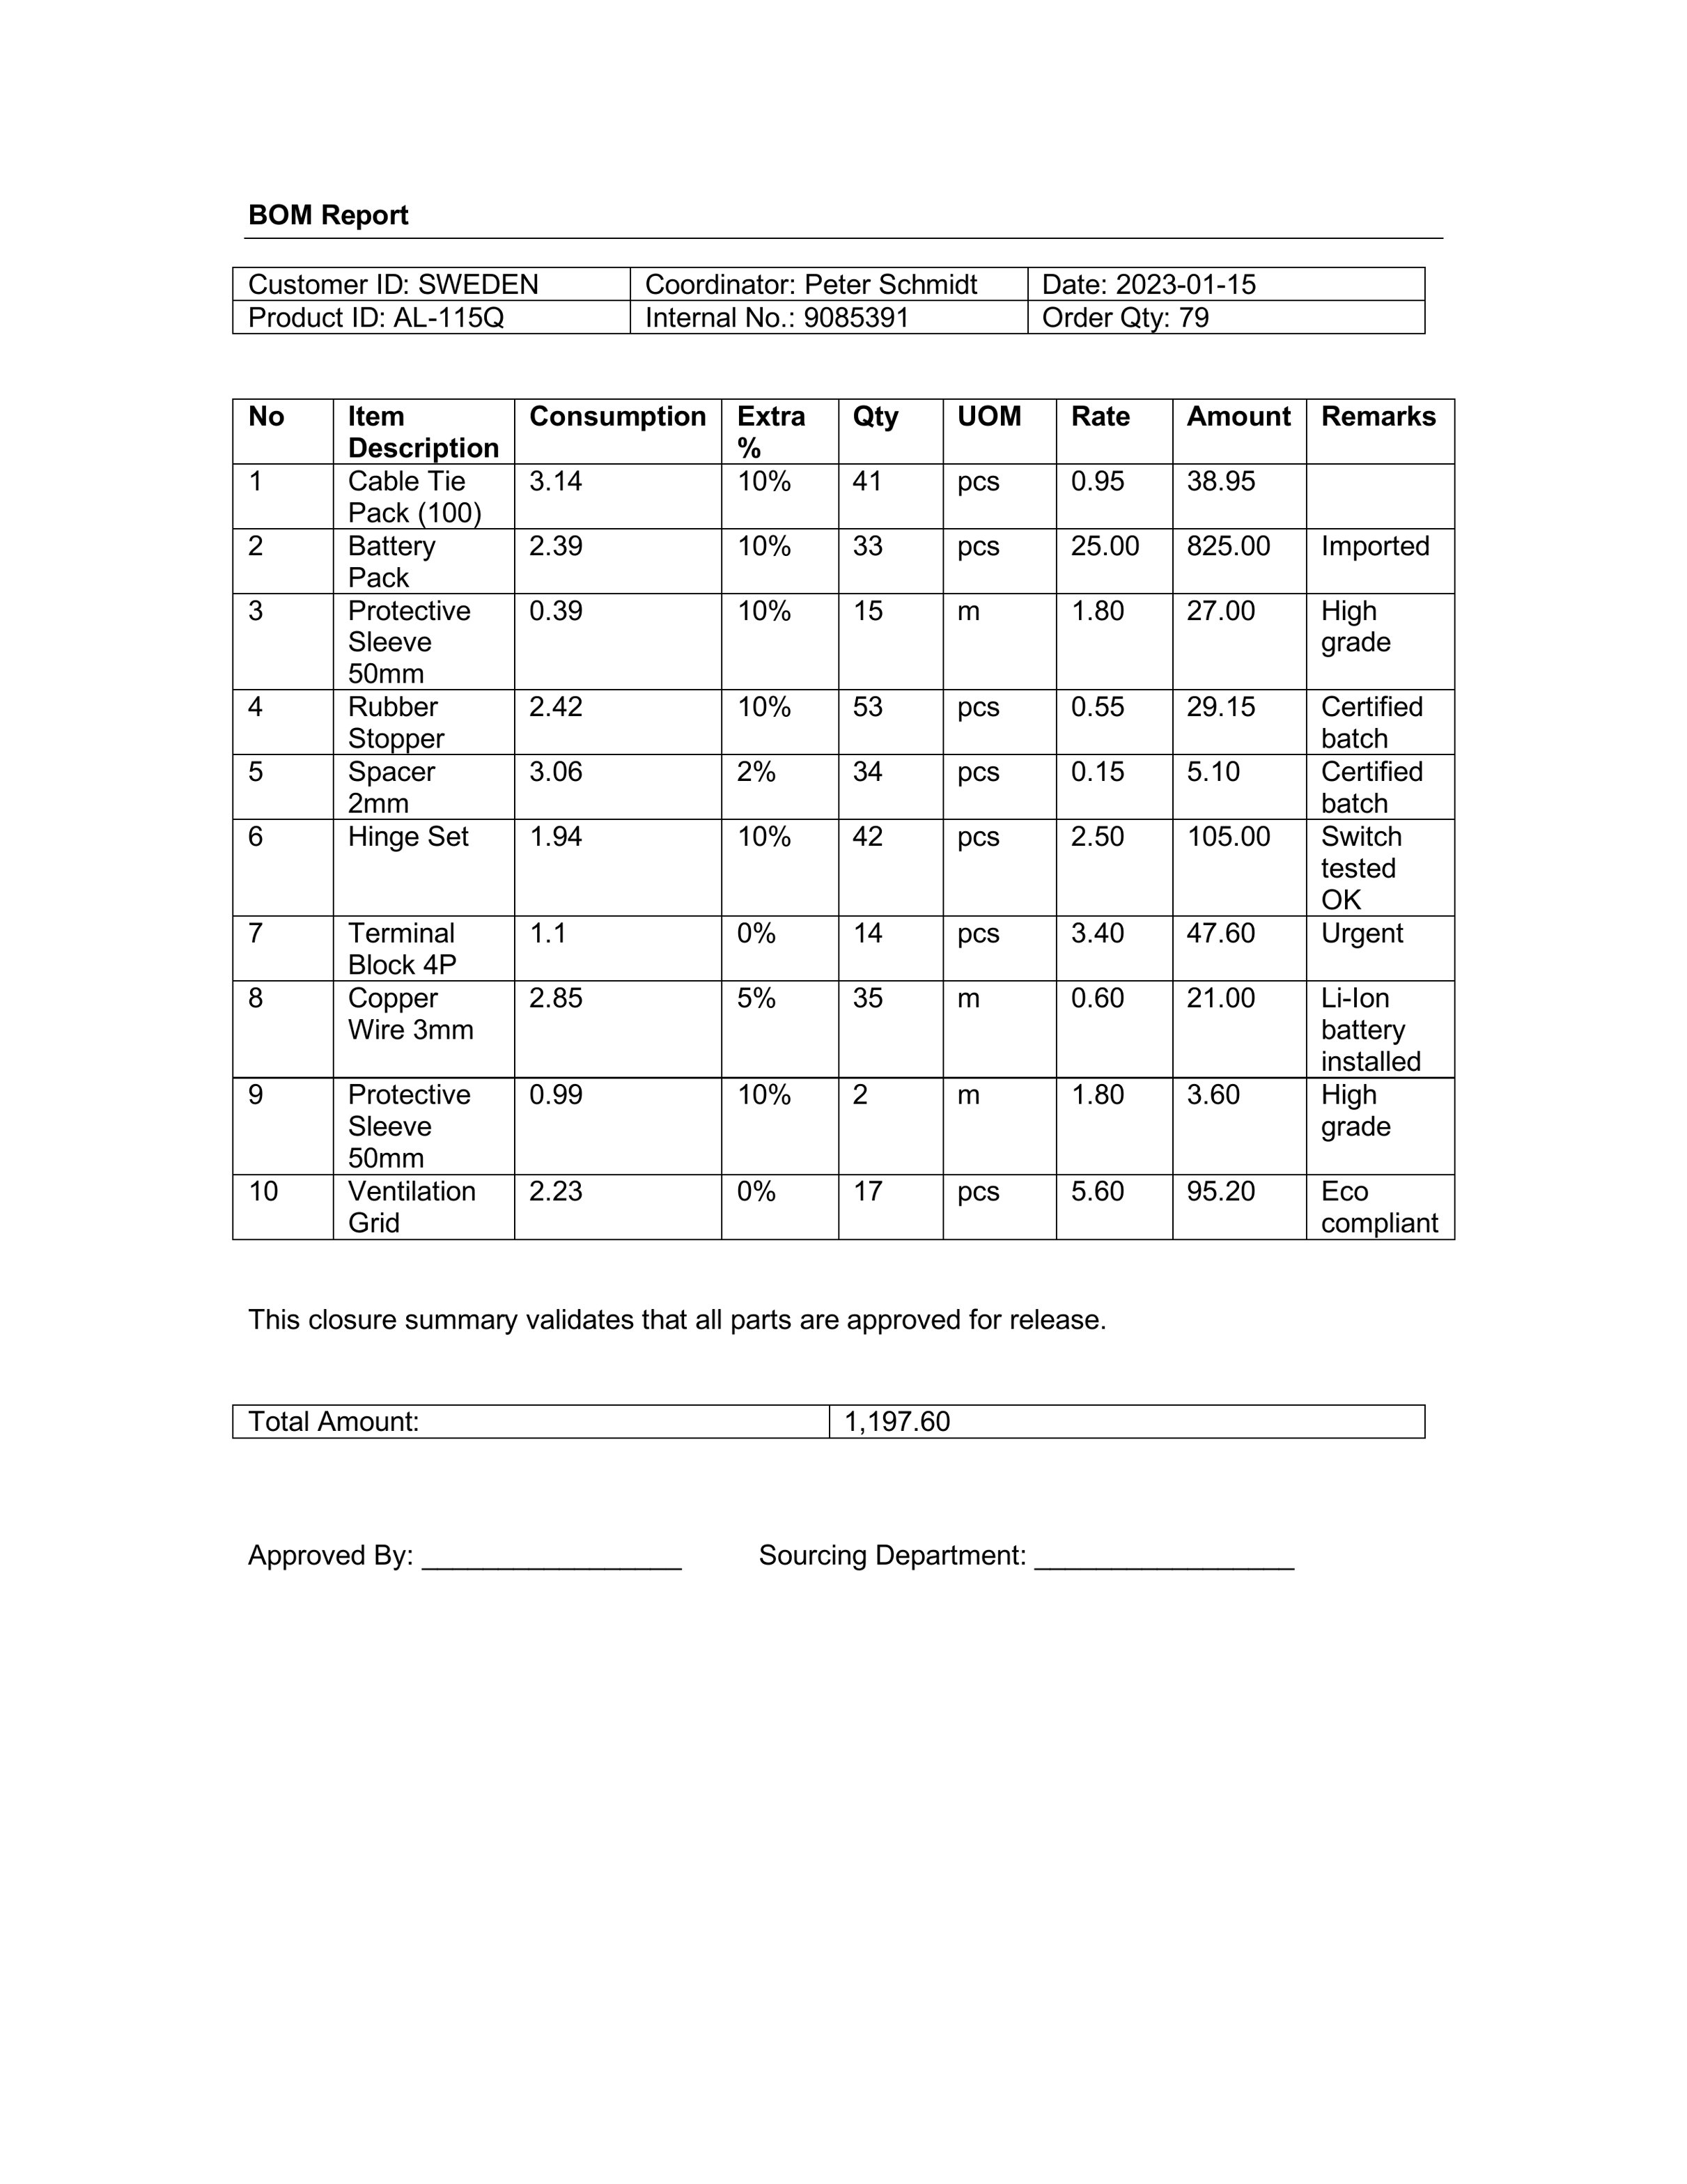 BOM Report
Customer ID: SWEDEN Coordinator: Peter Schmidt Date: 2023-01-15
Product ID: AL-115Q Internal No.: 9085391 Order Qty: 79
No Item Description Consumption Extra % Qty UOM Rate Amount Remarks
1 Cable Tie Pack (100) 3.14 10% 41 pcs 0.95 38.95
2 Battery Pack 2.39 10% 33 pcs 25.00 825.00 Imported
3 Protective Sleeve 50mm 0.39 10% 15 m 1.80 27.00 High grade
4 Rubber Stopper 2.42 10% 53 pcs 0.55 29.15 Certified batch
5 Spacer 2mm 3.06 2% 34 pcs 0.15 5.10 Certified batch
6 Hinge Set 1.94 10% 42 pcs 2.50 105.00 Switch tested OK
7 Terminal Block 4P 1.1 0% 14 pcs 3.40 47.60 Urgent
8 Copper Wire 3mm 2.85 5% 35 m 0.60 21.00 Li-Ion battery installed
9 Protective Sleeve 50mm 0.99 10% 2 m 1.80 3.60 High grade
10 Ventilation Grid 2.23 0% 17 pcs 5.60 95.20 Eco compliant
This closure summary validates that all parts are approved for release.
Total Amount: 1,197.60
Approved By: _________________ Sourcing Department: _________________